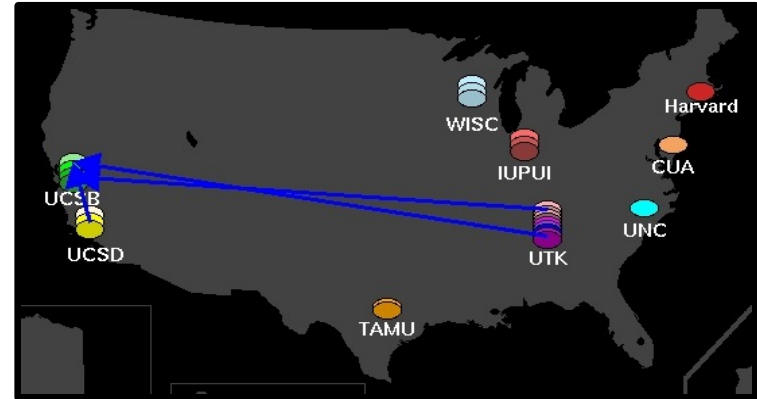 Harvard
WISC
IUPUI
CUA
UCSB
UNC
UCSD
UTK
TAMU